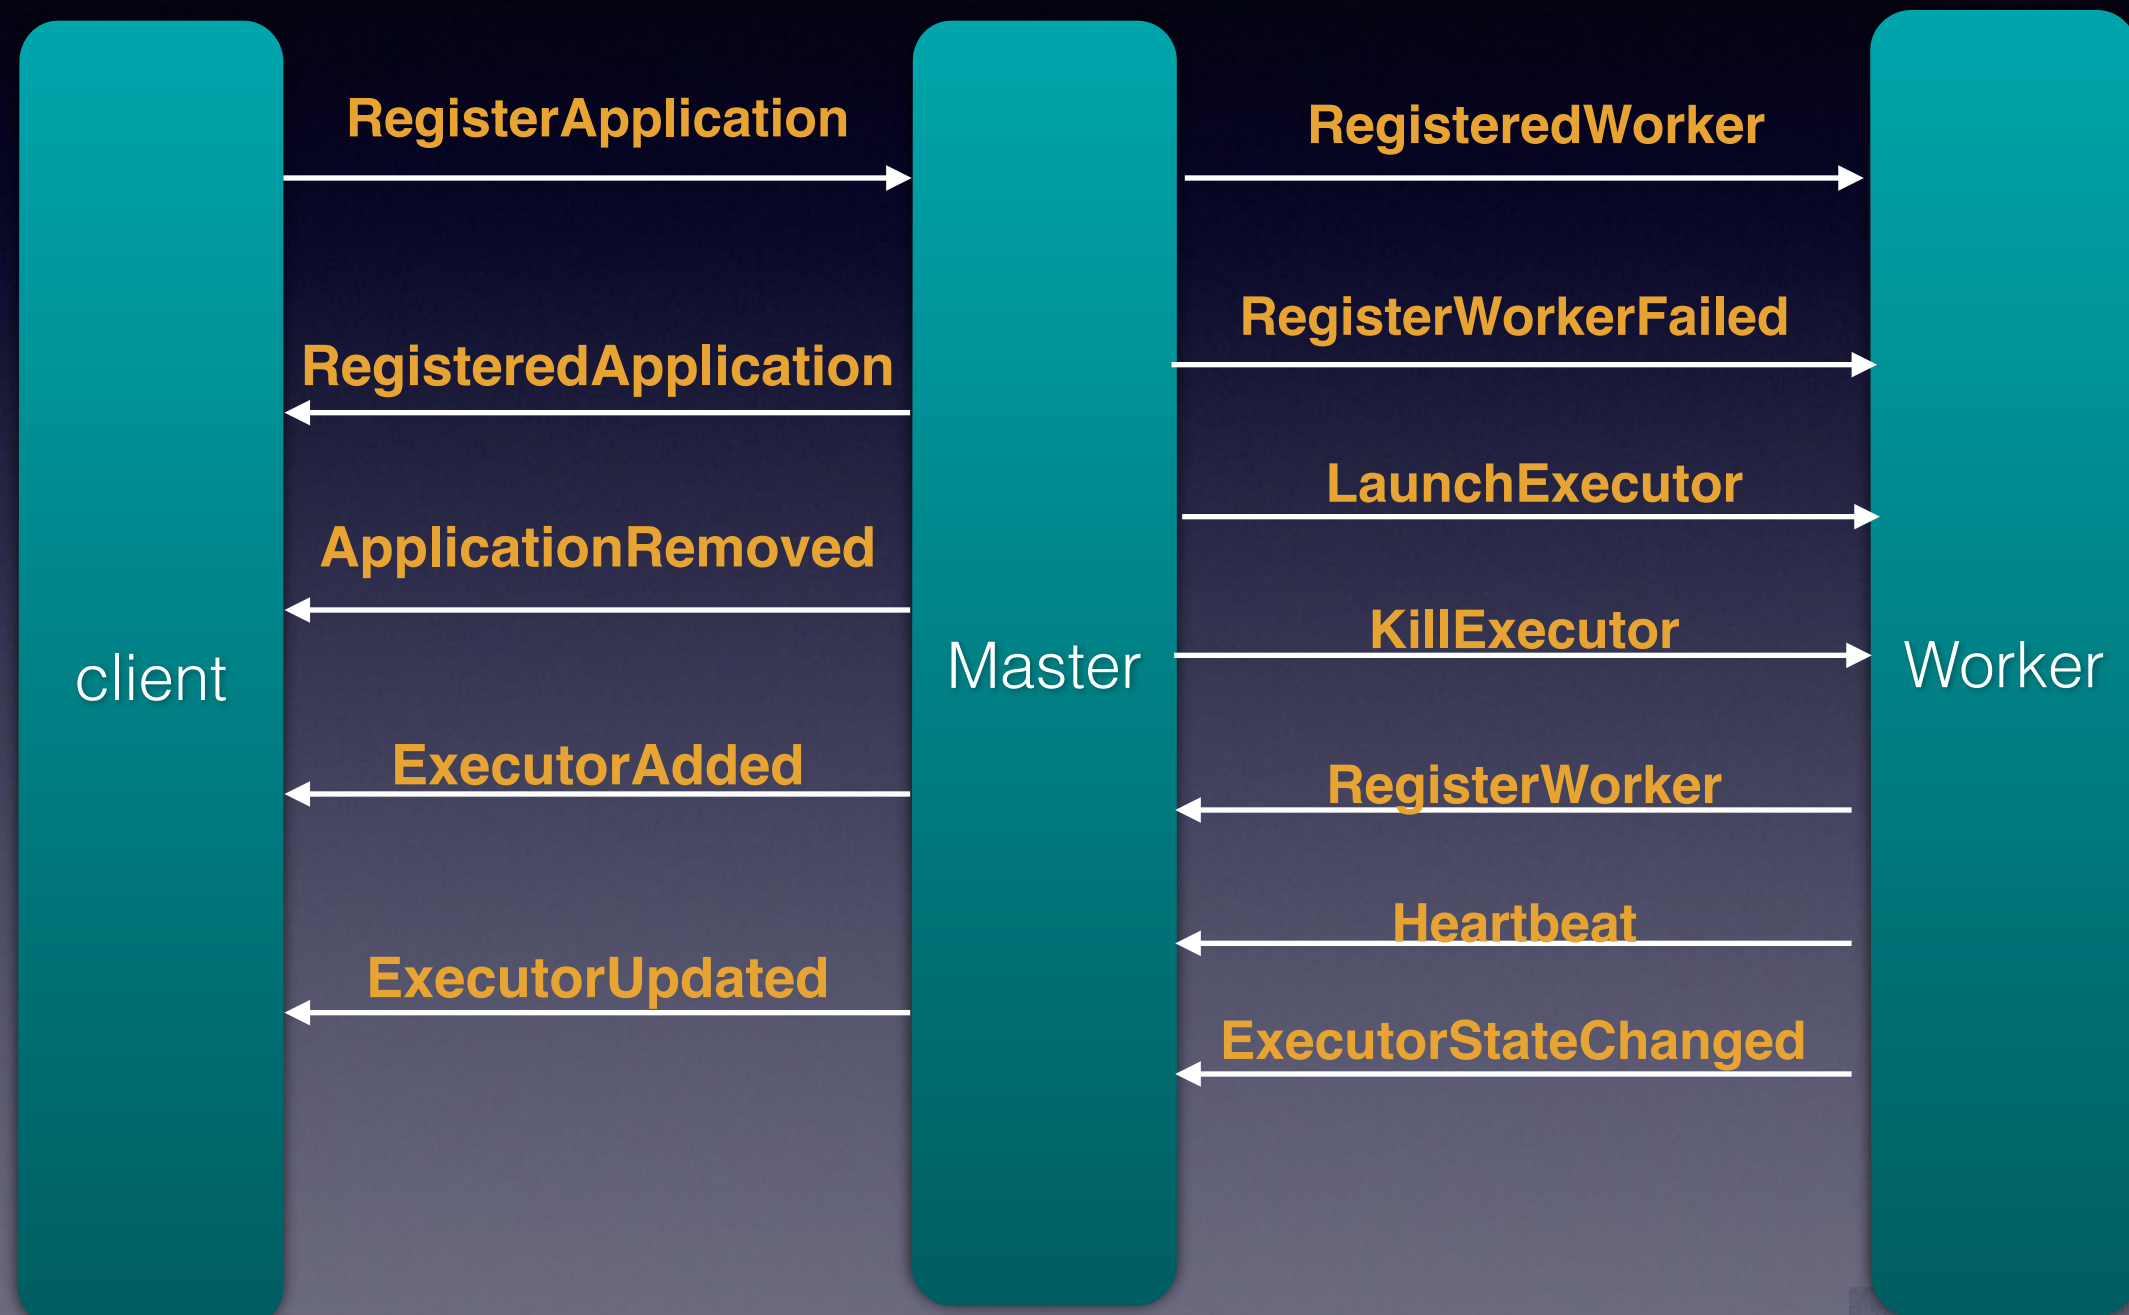 RegisterApplication
RegisteredWorker
RegisterWorkerFailed
RegisteredApplication
LaunchExecutor
ApplicationRemoved
KillExecutor
client
Master
Worker
ExecutorAdded
RegisterWorker
Heartbeat
ExecutorUpdated
ExecutorStateChanged